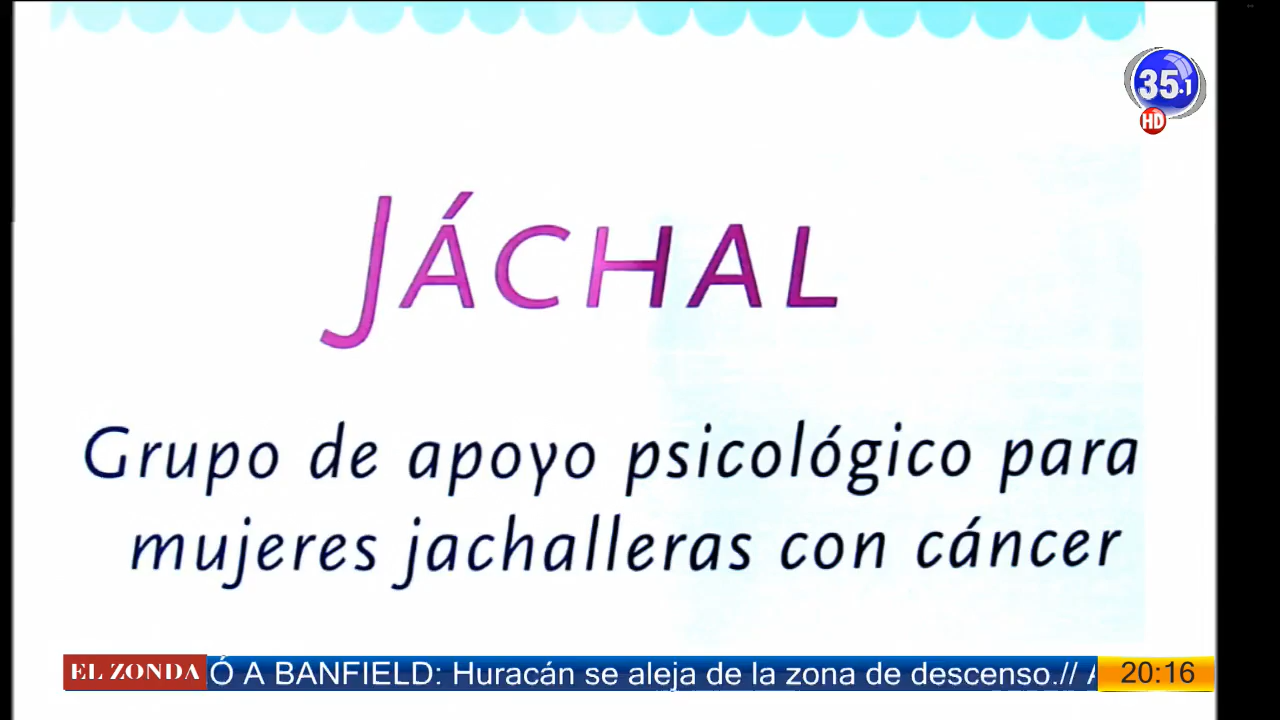 35.1
HD
JÁCHAL
Grupo de apoyo psicológico para
mujeres jachalleras con cáncer
EL ZONDA
Ó A BANFIELD: Huracán se aleja de la zona de descenso.//
20:16